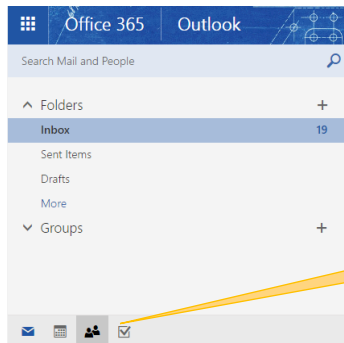 Office 365 Outlook
Search Mail and People
Folders
Inbox 19
Sent Items
Drafts
More
Groups